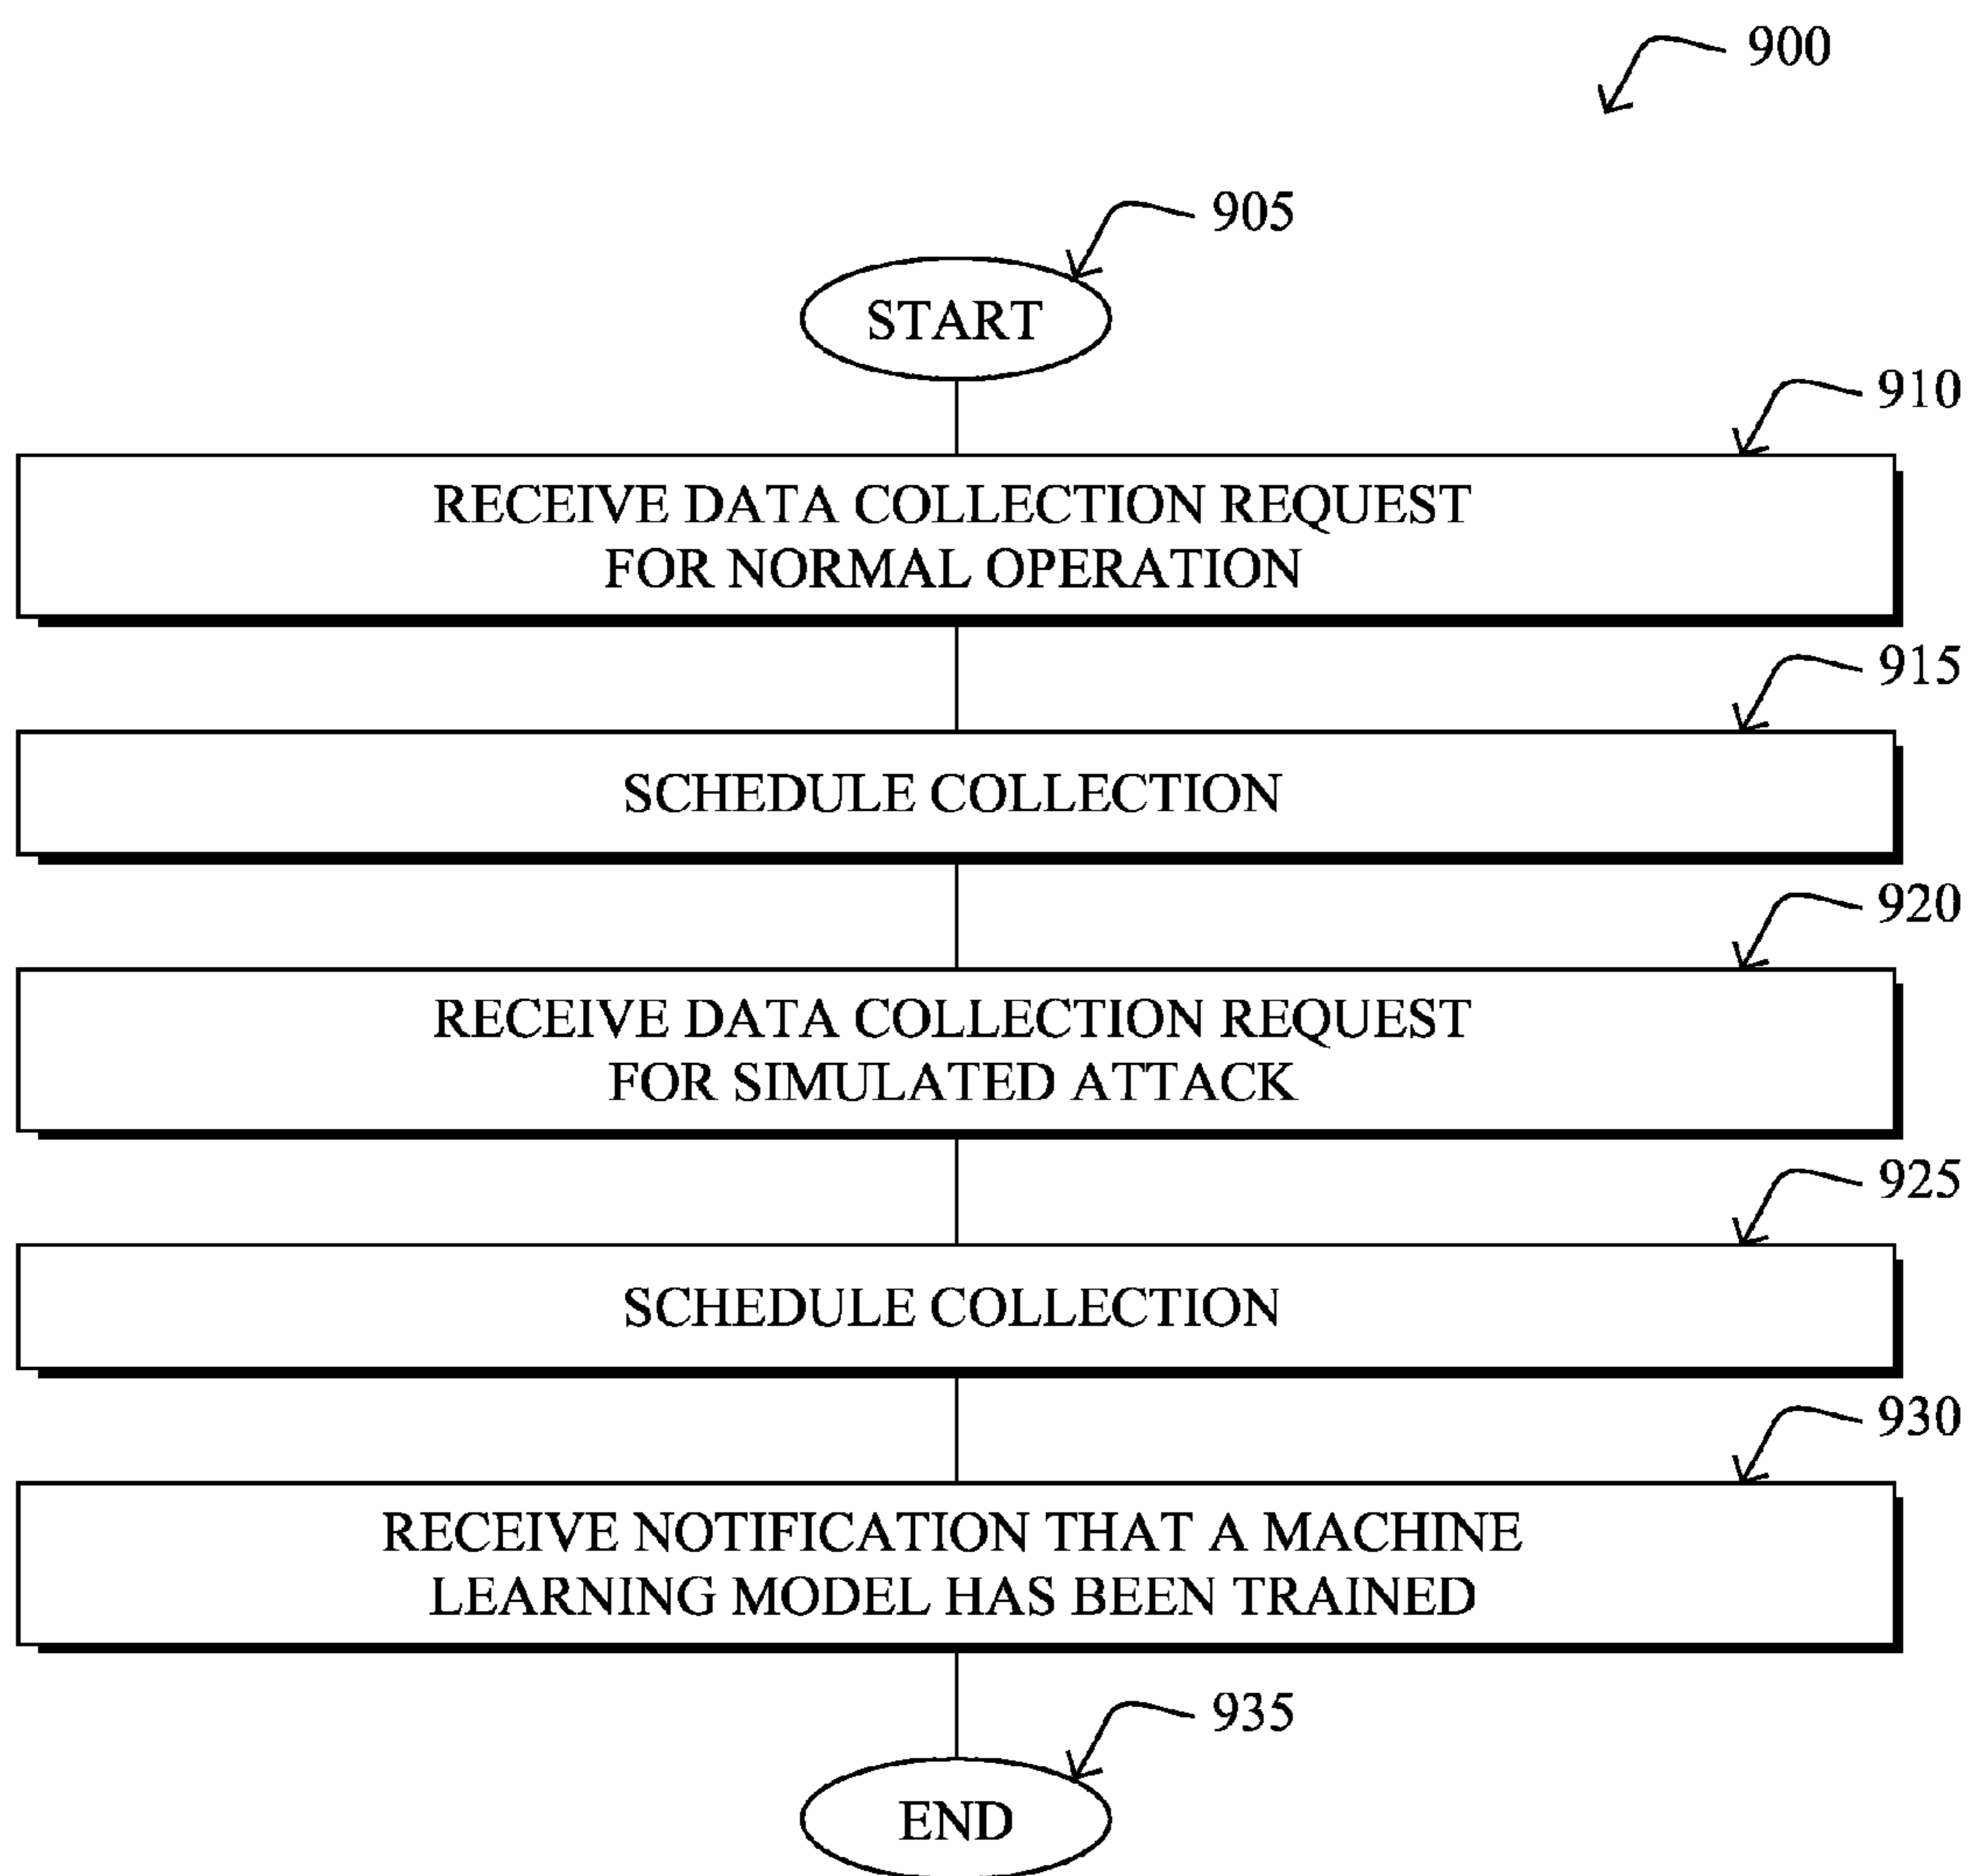 900
905
START
910
RECEIVE DATA COLLECTION REQUEST
FOR NORMAL OPERATION
915
SCHEDULE COLLECTION
920
RECEIVE DATA COLLECTION REQUEST
FOR SIMULATED ATTACK
925
SCHEDULE COLLECTION
930
RECEIVE NOTIFICATION THAT A MACHINE
LEARNING MODEL HAS BEEN TRAINED
935
END